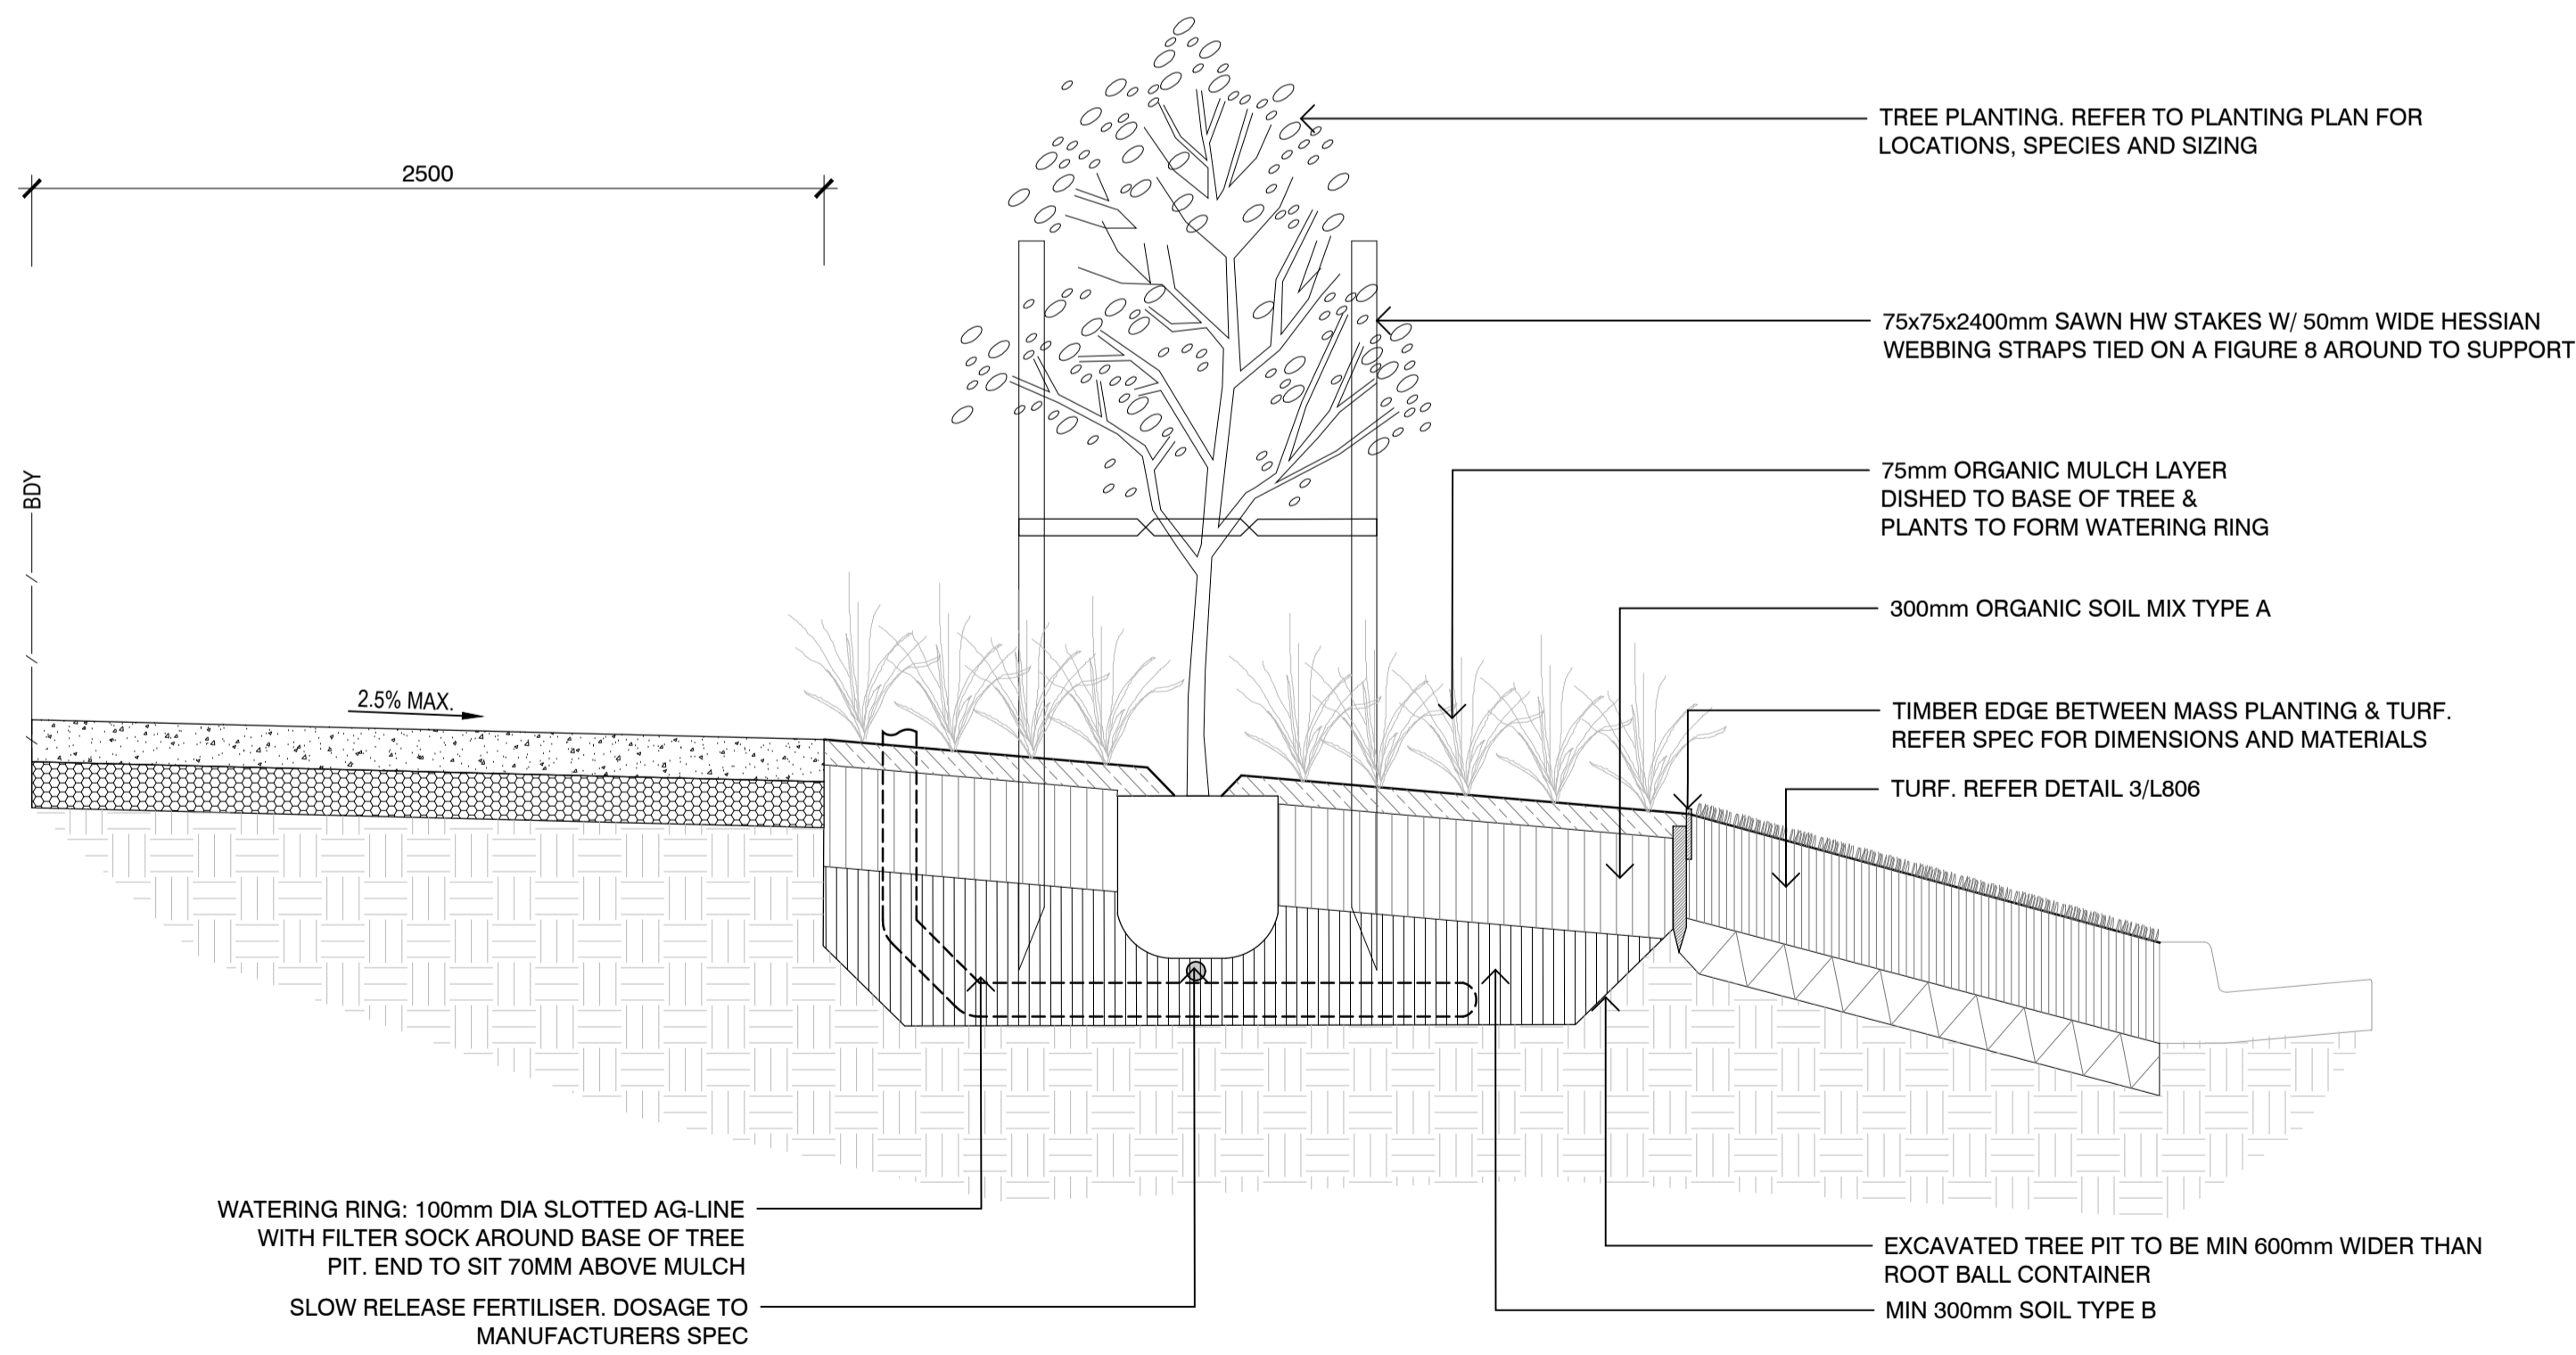 TREE PLANTING. REFER TO PLANTING PLAN FOR
LOCATIONS, SPECIES AND SIZING
2500
75x75x2400mm SAWN HW STAKES W/ 50mm WIDE HESSIAN
WEBBING STRAPS TIED ON A FIGURE 8 AROUND TO SUPPORT
BDY
75mm ORGANIC MULCH LAYER
DISHED TO BASE OF TREE &
PLANTS TO FORM WATERING RING
300mm ORGANIC SOIL MIX TYPE A
2.5% MAX.
TIMBER EDGE BETWEEN MASS PLANTING & TURF.
REFER SPEC FOR DIMENSIONS AND MATERIALS
TURF. REFER DETAIL 3/L806
WATERING RING: 100mm DIA SLOTTED AG-LINE
WITH FILTER SOCK AROUND BASE OF TREE
PIT. END TO SIT 70MM ABOVE MULCH
SLOW RELEASE FERTILISER. DOSAGE TO
MANUFACTURERS SPEC
EXCAVATED TREE PIT TO BE MIN 600mm WIDER THAN
ROOT BALL CONTAINER
MIN 300mm SOIL TYPE B